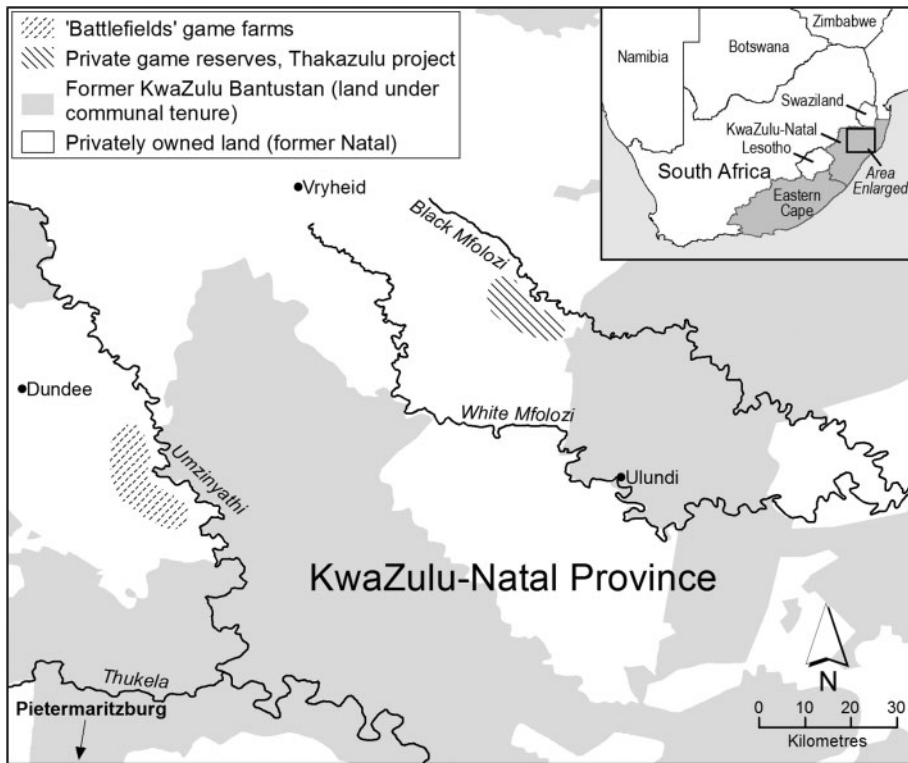 'Battlefields' game farms
Private game reserves, Thakazulu project
Former KwaZulu Bantustan (land under
communal tenure)
Privately owned land (former Natal)
Zimbabwe
Namibia
Botswana
Swaziland
KwaZulu-Natal
Lesotho
South Africa
Area
Enlarged
Eastern
Cape
Vryheid
Black Mfolozi
Dundee
White Mfolozi
Umzinyathi
Ulundi
KwaZulu-Natal Province
Thukela
Pietermaritzburg
N
0 10 20 30
Kilometres